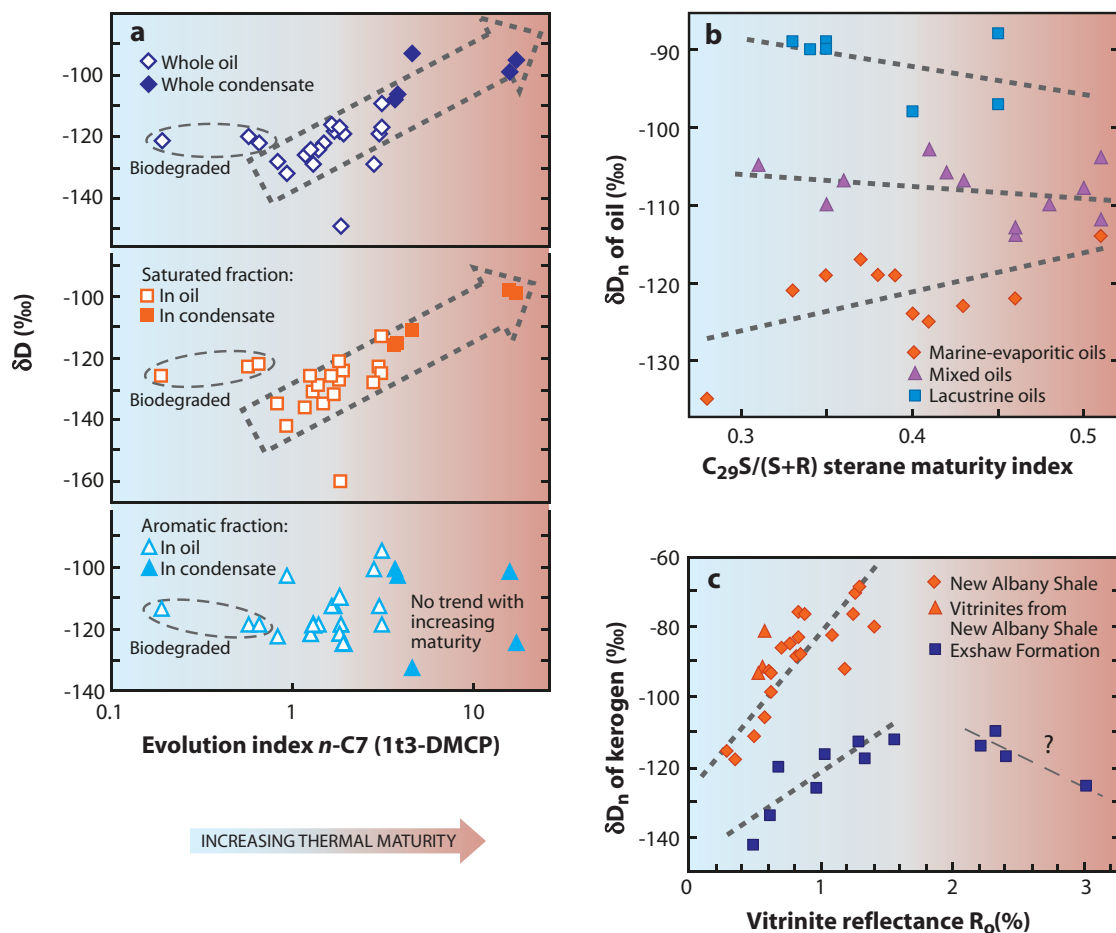 a
Whole oil
Whole condensate
Biodegraded
-100
-120
-140
Saturated fraction:
In oil
In condensate
Biodegraded
-100
-120
-140
-160
δD (‰)
Aromatic fraction:
In oil
In condensate
No trend with
increasing
maturity
Biodegraded
-100
-120
-140
0.1
1
10
Evolution index n-C7 (1t3-DMCP)
INCREASING THERMAL MATURITY
b
-90
-100
-110
-120
-130
δDn of oil (‰)
Marine-evaporitic oils
Mixed oils
Lacustrine oils
0.3
0.4
0.5
C29S/(S+R) sterane maturity index
c
-60
-80
-100
-120
-140
δDn of kerogen (‰)
New Albany Shale
Vitrinites from
New Albany Shale
Exshaw Formation
?
0
1
2
3
Vitrinite reflectance Ro(%)